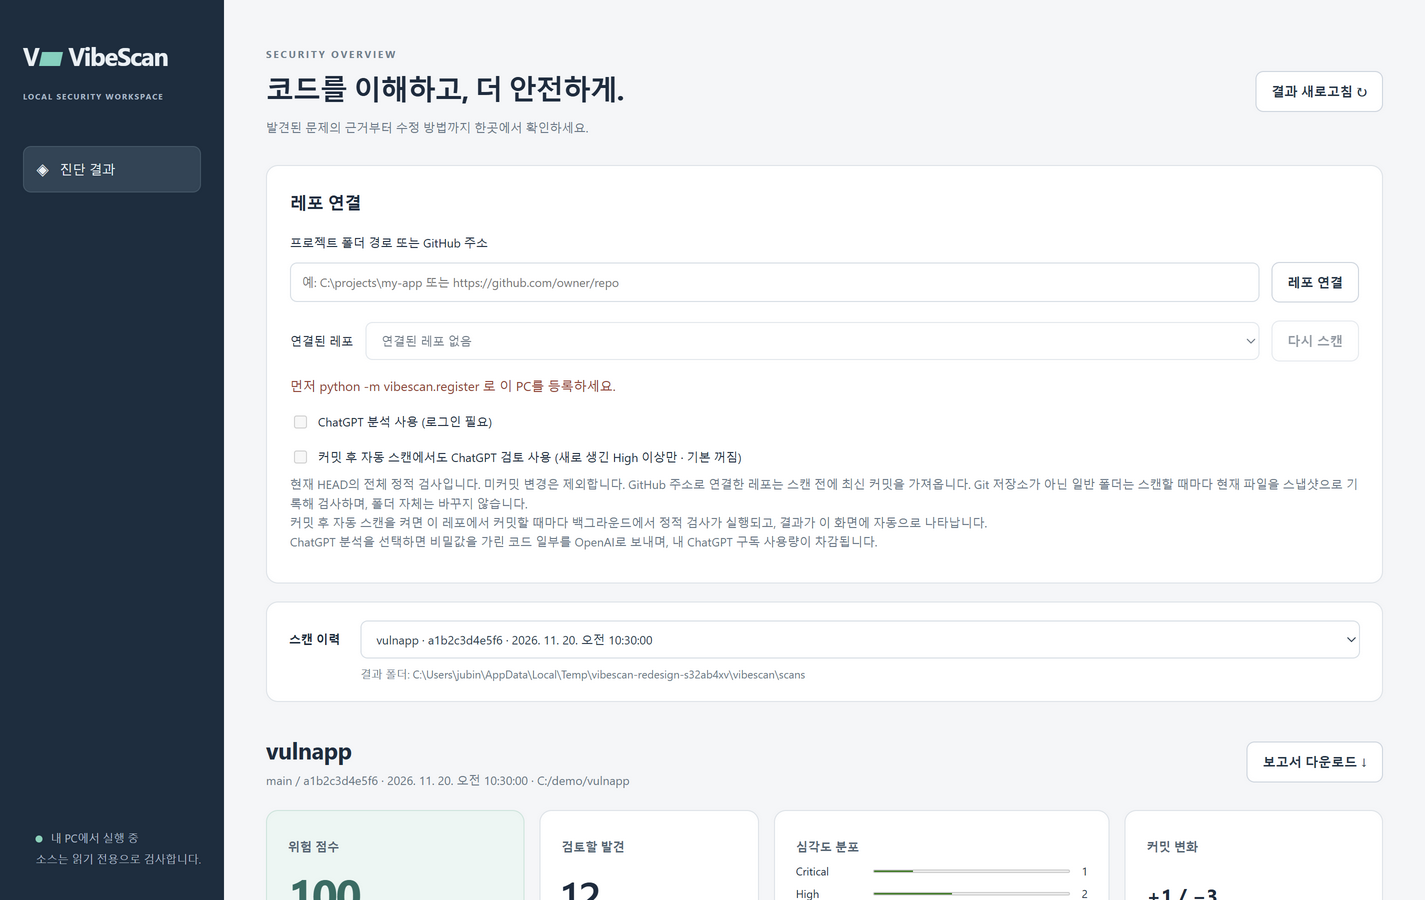 V VibeScan
LOCAL SECURITY WORKSPACE
◈ 진단 결과
내 PC에서 실행 중
소스는 읽기 전용으로 검사합니다.
SECURITY OVERVIEW
코드를 이해하고, 더 안전하게.
발견된 문제의 근거부터 수정 방법까지 한곳에서 확인하세요.
결과 새로고침 ↻
레포 연결
프로젝트 폴더 경로 또는 GitHub 주소
예: C:\projects\my-app 또는 https://github.com/owner/repo
레포 연결
연결된 레포
연결된 레포 없음
다시 스캔
먼저 python -m vibescan.register 로 이 PC를 등록하세요.
ChatGPT 분석 사용 (로그인 필요)
커밋 후 자동 스캔에서도 ChatGPT 검토 사용 (새로 생긴 High 이상만 · 기본 꺼짐)
현재 HEAD의 전체 정적 검사입니다. 미커밋 변경은 제외합니다. GitHub 주소로 연결한 레포는 스캔 전에 최신 커밋을 가져옵니다. Git 저장소가 아닌 일반 폴더는 스캔할 때마다 현재 파일을 스냅샷으로 기
록해 검사하며, 폴더 자체는 바꾸지 않습니다.
커밋 후 자동 스캔을 켜면 이 레포에서 커밋할 때마다 백그라운드에서 정적 검사가 실행되고, 결과가 이 화면에 자동으로 나타납니다.
ChatGPT 분석을 선택하면 비밀값을 가린 코드 일부를 OpenAI로 보내며, 내 ChatGPT 구독 사용량이 차감됩니다.
스캔 이력
vulnapp · a1b2c3d4e5f6 · 2026. 11. 20. 오전 10:30:00
결과 폴더: C:\Users\jubin\AppData\Local\Temp\vibescan-redesign-s32ab4xv\vibescan\scans
vulnapp
main / a1b2c3d4e5f6 · 2026. 11. 20. 오전 10:30:00 · C:/demo/vulnapp
보고서 다운로드 ↓
위험 점수
100
검토할 발견
12
심각도 분포
Critical 1
High 2
커밋 변화
+1 / −3